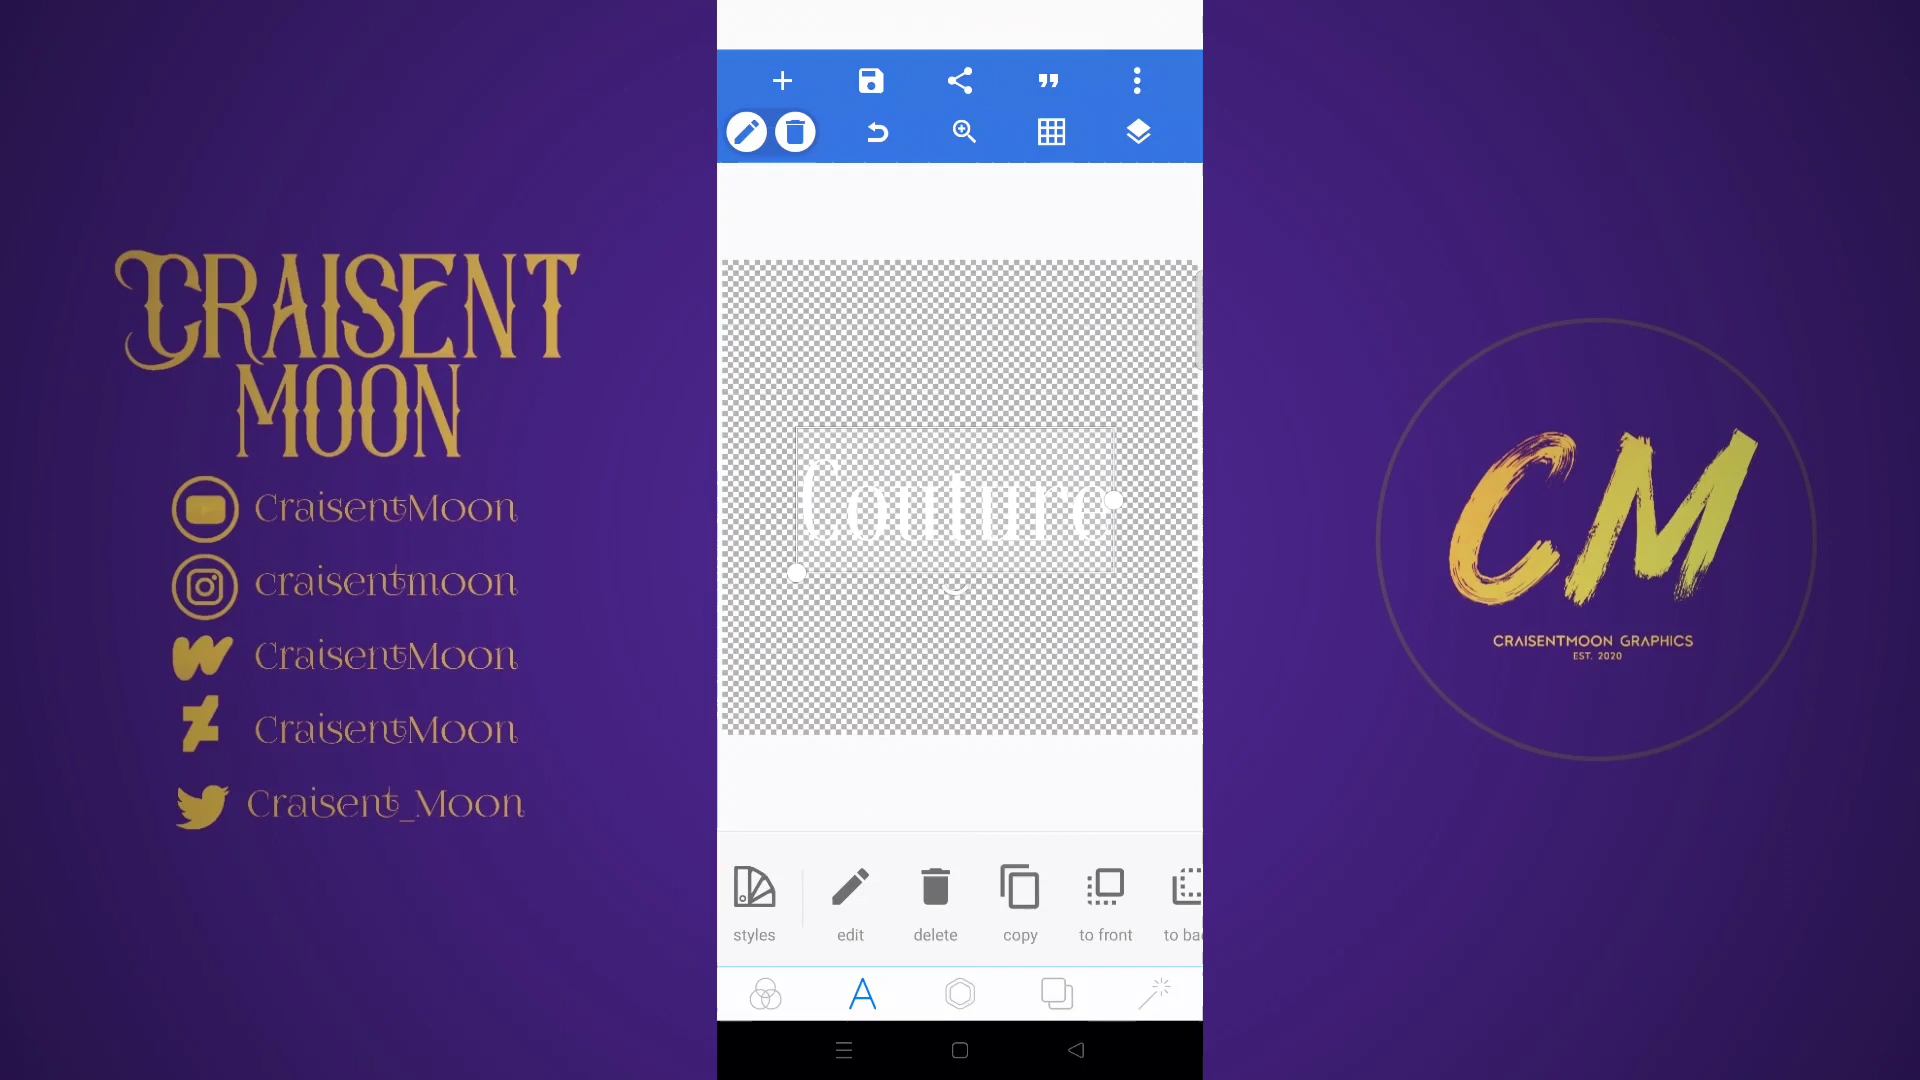 CRAISENT
MOON
CraisentMoon
craisentmoon
CraisentMoon
CraisentMoon
Craisent_Moon
Couture
styles
edit
delete
copy
to front
to bac
CM
CRAISENTMOON GRAPHICS
EST. 2020